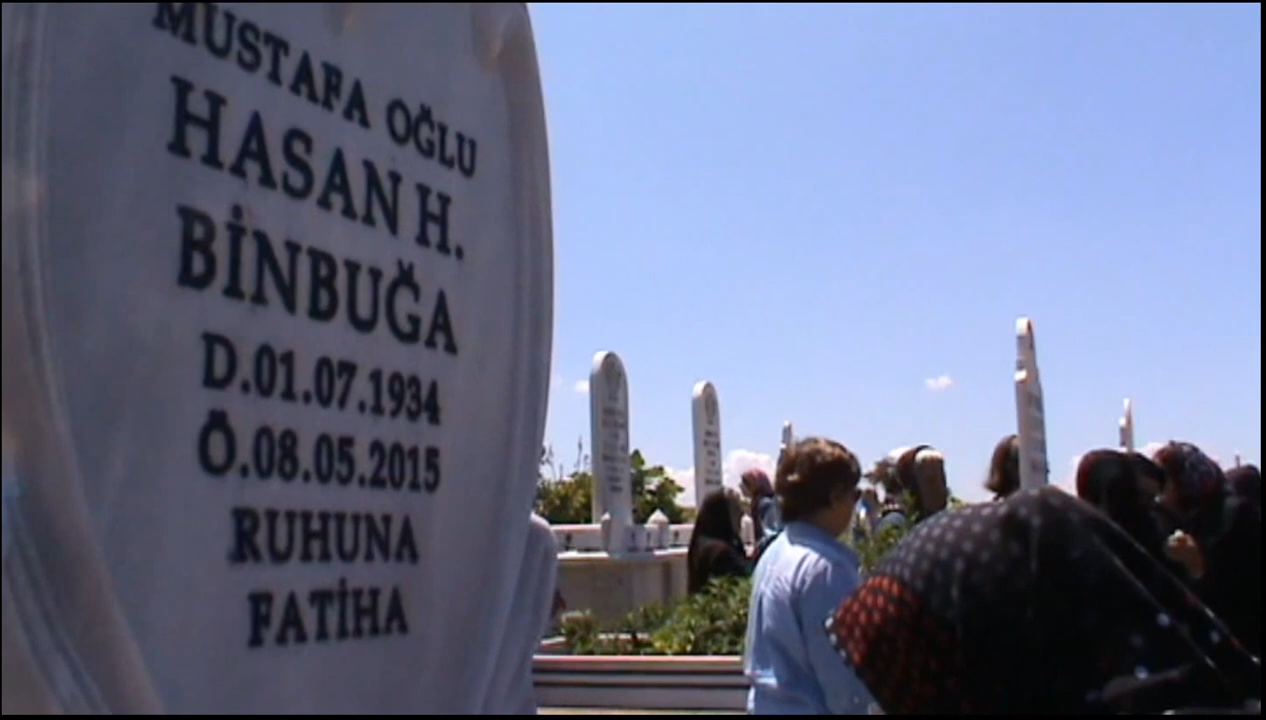 MUSTAFA OĞLU
HASAN H.
BİNBUĞA
D.01.07.1934
Ö.08.05.2015
RUHUNA
FATİHA